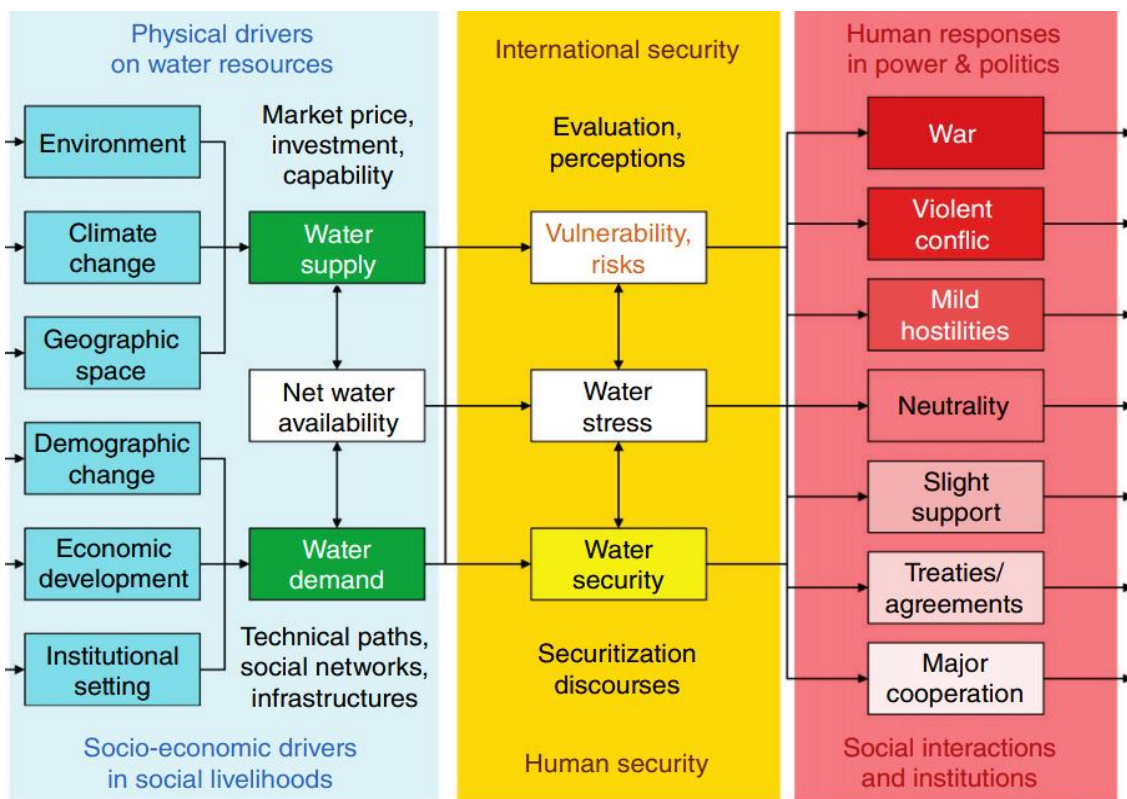 Physical drivers
on water resources
Environment
Climate
change
Geographic
space
Demographic
change
Economic
development
Institutional
setting
Market price,
investment,
capability
Water
supply
Net water
availability
Water
demand
Technical paths,
social networks,
infrastructures
Socio-economic drivers
in social livelihoods
International security
Evaluation,
perceptions
Vulnerability,
risks
Water
stress
Water
security
Securitization
discourses
Human security
Human responses
in power & politics
War
Violent
conflic
Mild
hostilities
Neutrality
Slight
support
Treaties/
agreements
Major
cooperation
Social interactions
and institutions